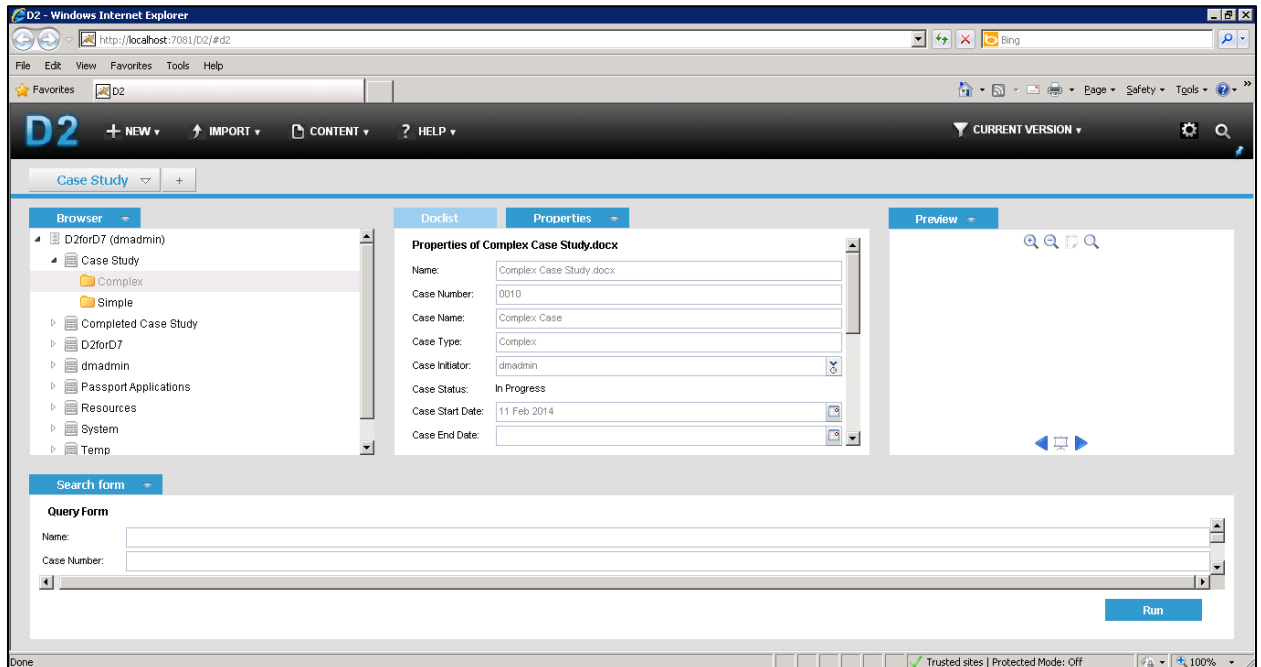 D2 - Windows Internet Explorer
http://localhost:7081/D2/#d2
Bing
File Edit View Favorites Tools Help
Favorites D2 Page Safety Tools
D2 NEW IMPORT CONTENT ? HELP CURRENT VERSION
Case Study +
Browser
D2forD7 (dmadmin)
Case Study
Complex
Simple
Completed Case Study
D2forD7
dmadmin
Passport Applications
Resources
System
Temp
Doclist Properties
Properties of Complex Case Study.docx
Name: Complex Case Study.docx
Case Number: 0010
Case Name: Complex Case
Case Type: Complex
Case Initiator: dmadmin
Case Status: In Progress
Case Start Date: 11 Feb 2014
Case End Date:
Preview
Search form
Query Form
Name:
Case Number:
Run
Done Trusted sites | Protected Mode: Off 100%